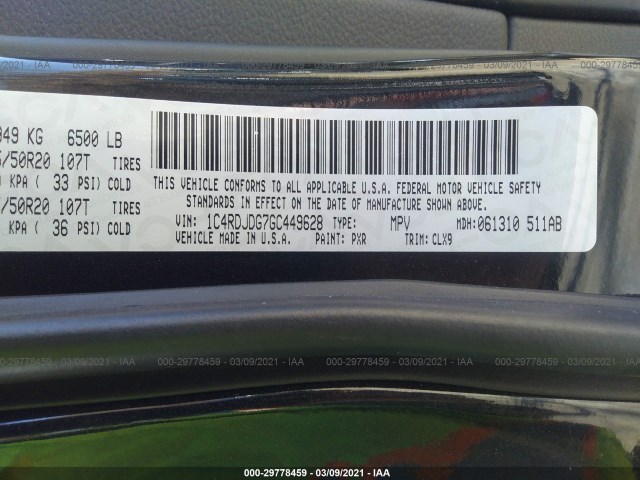 000-29778459 - 03/09/2021 - IAA
949 KG 6500 LB
/50R20 107T TIRES
KPA ( 33 PSI) COLD
/50R20 107T TIRES
KPA ( 36 PSI) COLD
THIS VEHICLE CONFORMS TO ALL APPLICABLE U.S.A. FEDERAL MOTOR VEHICLE SAFETY
STANDARDS IN EFFECT ON THE DATE OF MANUFACTURE SHOWN ABOVE.
VIN: 1C4RDJDG7GC449628 TYPE: MPV MDH: 061310 511AB
VEHICLE MADE IN U.S.A. PAINT: PXR TRIM: CLX9
00-29778459 - 03/09/2021 - IAA 000-29778459 - 03/09/2021 - IAA
000-29778459 - 03/09/2021 - IAA